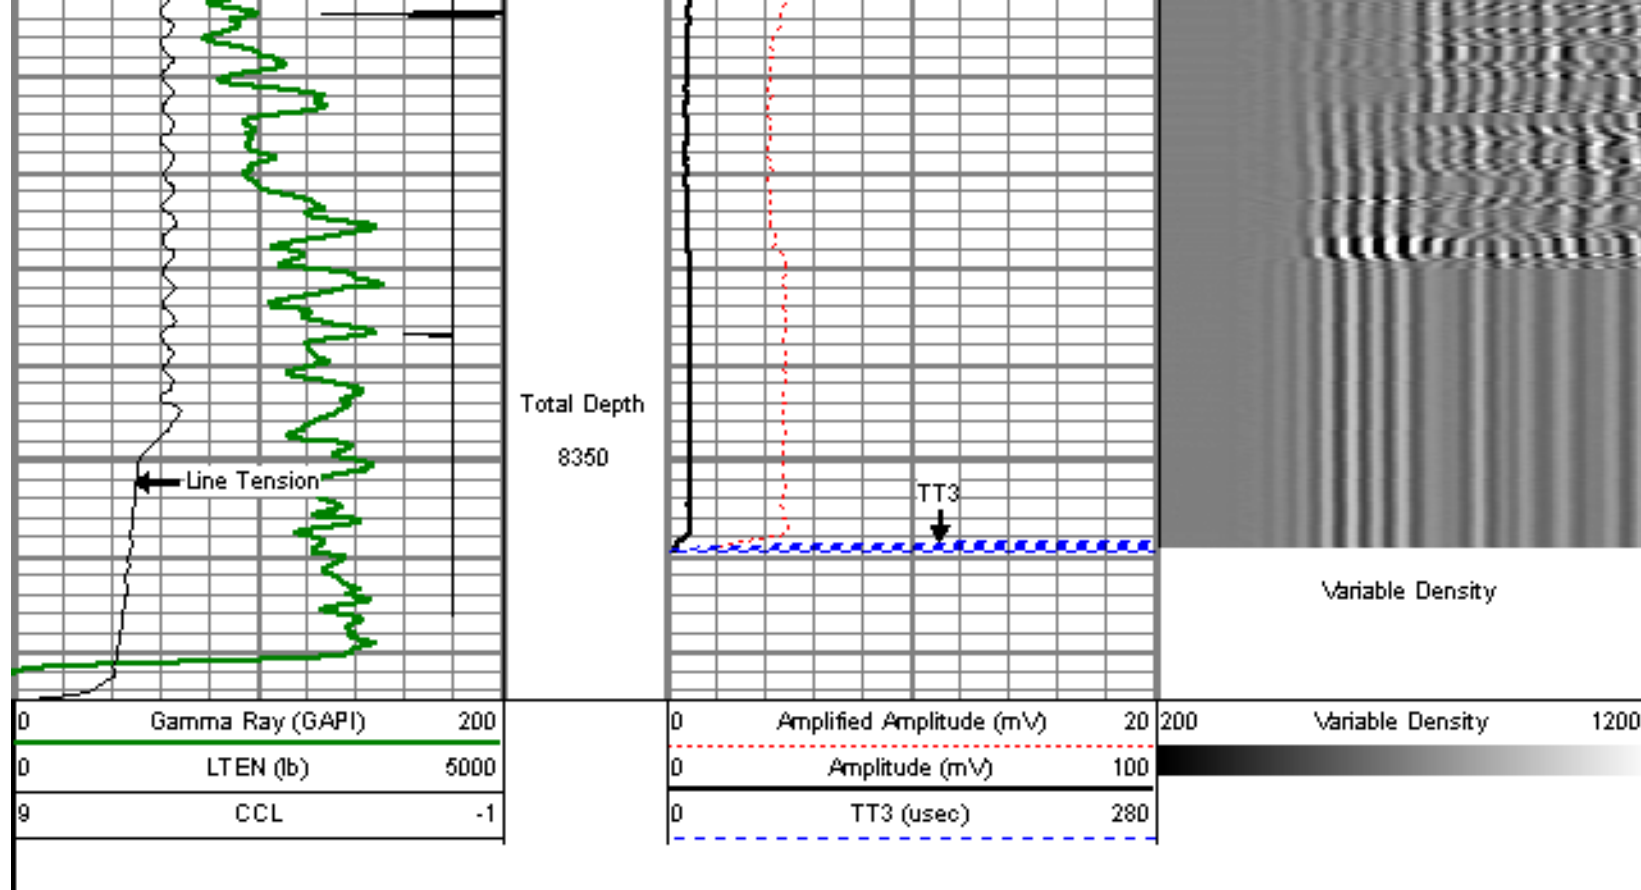 Total Depth
8350
Line Tension
TT3
Variable Density
0 Gamma Ray (GAPI) 200
0 LTEN (lb) 5000
9 CCL -1
0 Amplified Amplitude (mV) 20
0 Amplitude (mV) 100
0 TT3 (usec) 280
200 Variable Density 1200